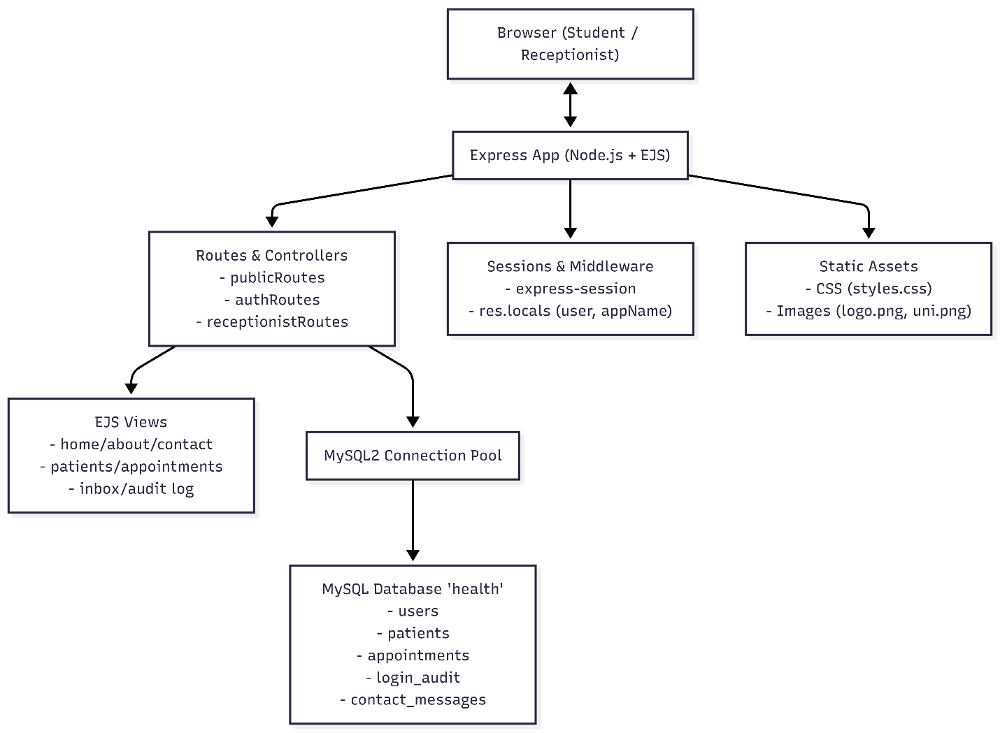 Browser (Student /
Receptionist)
Express App (Node.js + EJS)
Routes & Controllers
- publicRoutes
- authRoutes
- receptionistRoutes
Sessions & Middleware
- express-session
- res.locals (user, appName)
Static Assets
- CSS (styles.css)
- Images (logo.png, uni.png)
EJS Views
- home/about/contact
- patients/appointments
- inbox/audit log
MySQL2 Connection Pool
MySQL Database 'health'
- users
- patients
- appointments
- login_audit
- contact_messages